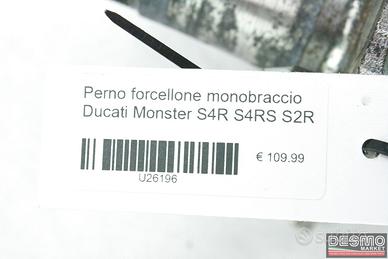 Perno forcellone monobraccio
Ducati Monster S4R S4RS S2R
€ 109.99
U26196
DESMO
MARKET